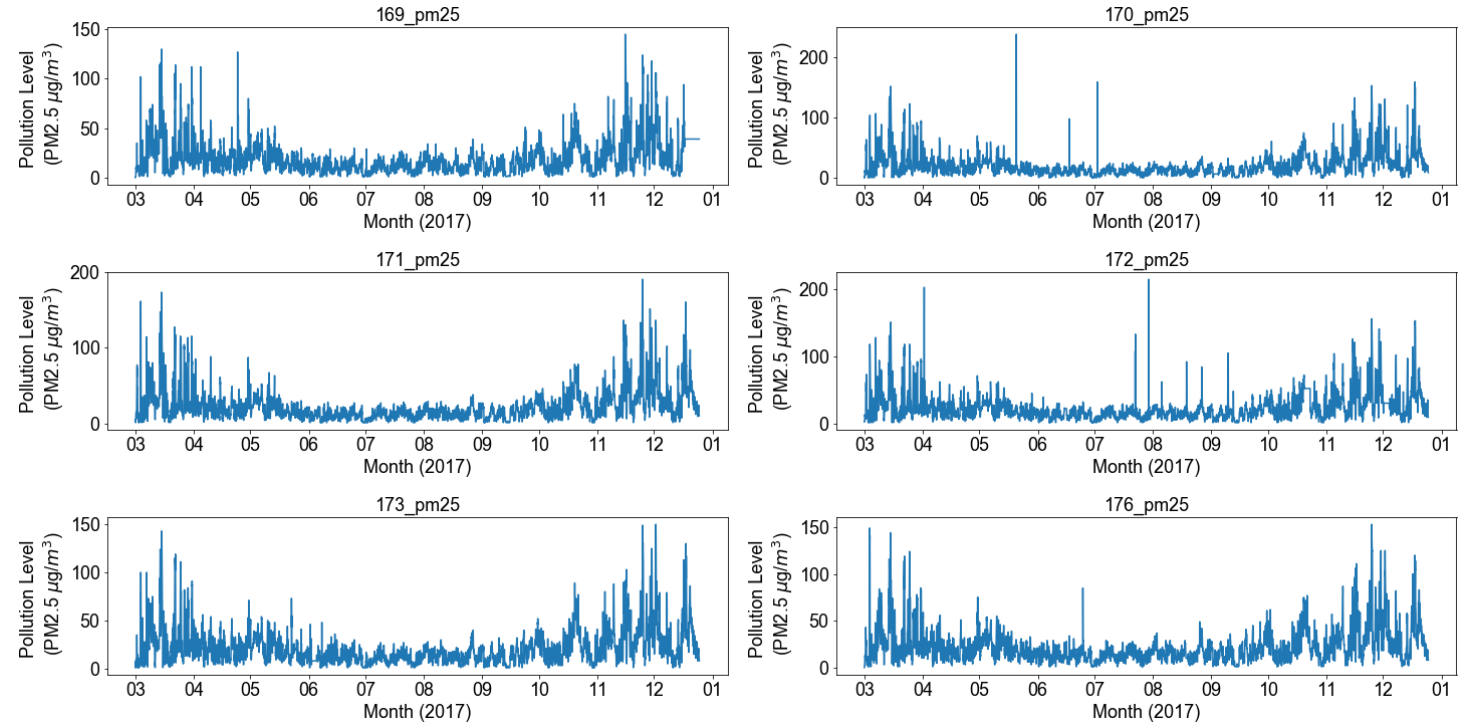 169_pm25
150
100
50
0
Pollution Level
(PM2.5 μg/m³)
03 04 05 06 07 08 09 10 11 12 01
Month (2017)
170_pm25
200
100
0
Pollution Level
(PM2.5 μg/m³)
03 04 05 06 07 08 09 10 11 12 01
Month (2017)
171_pm25
200
100
0
Pollution Level
(PM2.5 μg/m³)
03 04 05 06 07 08 09 10 11 12 01
Month (2017)
172_pm25
200
100
0
Pollution Level
(PM2.5 μg/m³)
03 04 05 06 07 08 09 10 11 12 01
Month (2017)
173_pm25
150
100
50
0
Pollution Level
(PM2.5 μg/m³)
03 04 05 06 07 08 09 10 11 12 01
Month (2017)
176_pm25
150
100
50
0
Pollution Level
(PM2.5 μg/m³)
03 04 05 06 07 08 09 10 11 12 01
Month (2017)